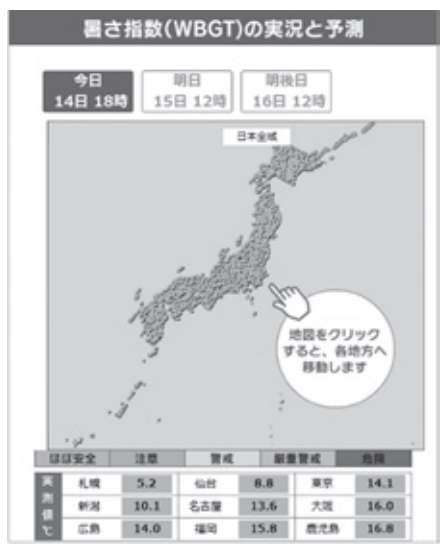 暑さ指数(WBGT)の実況と予測
今日 明日 明後日
14日 18時 15日 12時 16日 12時
日本全域
地図をクリック
すると、各地方へ
移動します
ほぼ安全 注意 警戒 厳重警戒 危険
実測値℃
札幌 5.2 仙台 8.8 東京 14.1
新潟 10.1 名古屋 13.6 大阪 16.0
広島 14.0 福岡 15.8 鹿児島 16.8